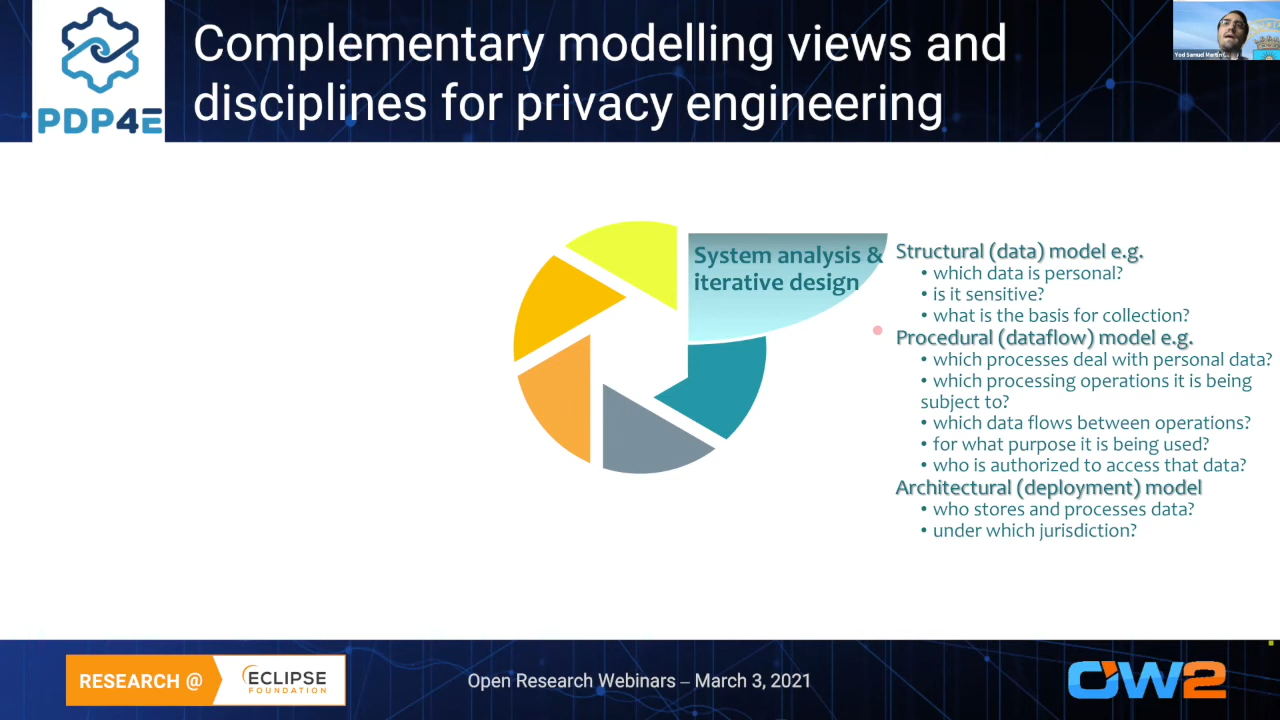 Complementary modelling views and
disciplines for privacy engineering
PDP4E
Yod Samuel Martin
System analysis &
iterative design
Structural (data) model e.g.
• which data is personal?
• is it sensitive?
• what is the basis for collection?
Procedural (dataflow) model e.g.
• which processes deal with personal data?
• which processing operations it is being
subject to?
• which data flows between operations?
• for what purpose it is being used?
• who is authorized to access that data?
Architectural (deployment) model
• who stores and processes data?
• under which jurisdiction?
RESEARCH @
ECLIPSE
FOUNDATION
Open Research Webinars – March 3, 2021
OW2